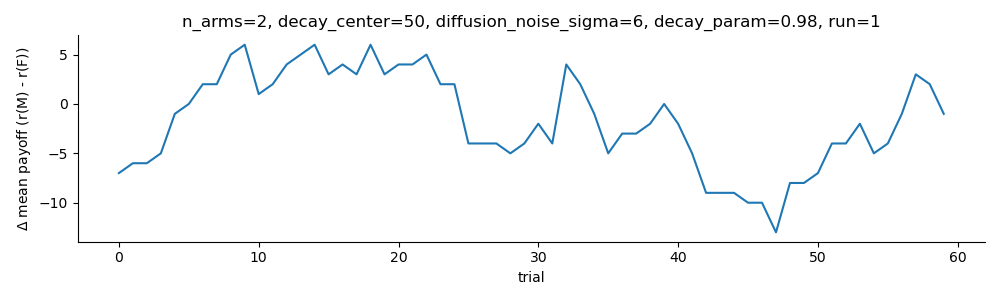 n_arms=2, decay_center=50, diffusion_noise_sigma=6, decay_param=0.98, run=1
Δ mean payoff (r(M) - r(F))
5
0
−5
−10
0 10 20 30 40 50 60
trial